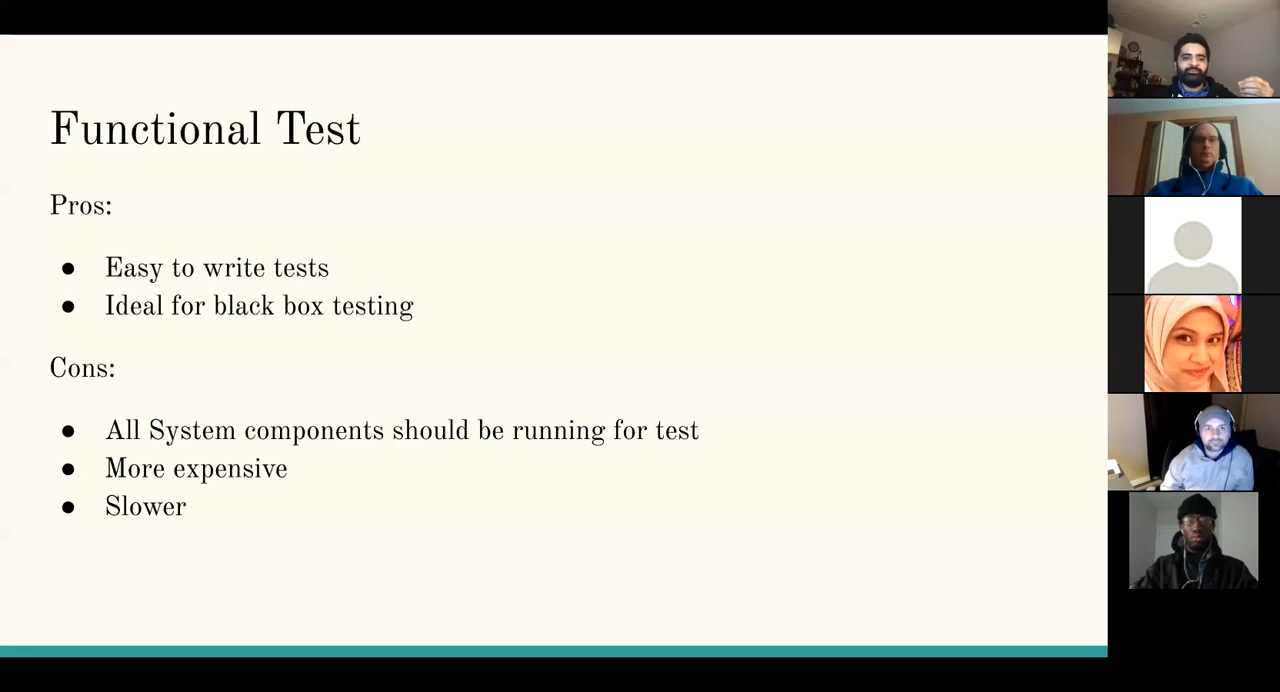 Functional Test
Pros:
● Easy to write tests
● Ideal for black box testing
Cons:
● All System components should be running for test
● More expensive
● Slower